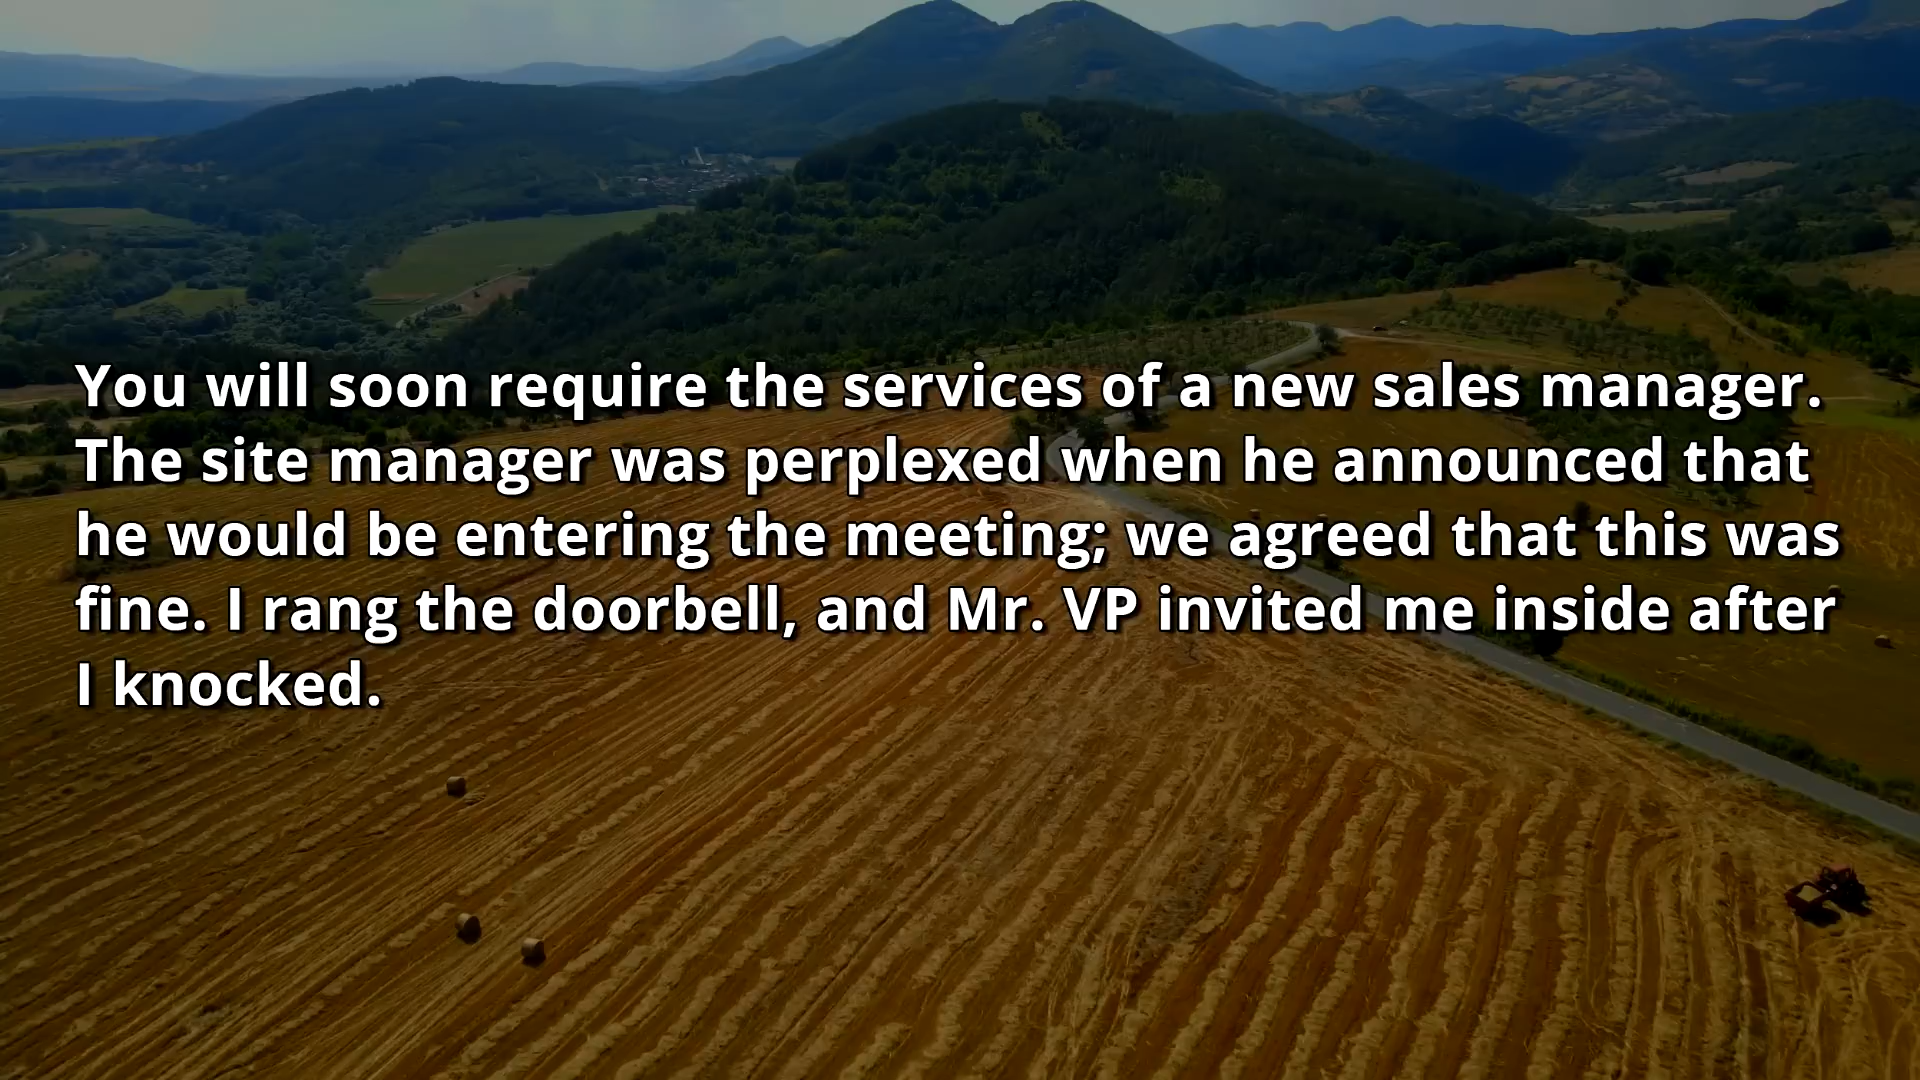 You will soon require the services of a new sales manager.
The site manager was perplexed when he announced that
he would be entering the meeting; we agreed that this was
fine. I rang the doorbell, and Mr. VP invited me inside after
I knocked.